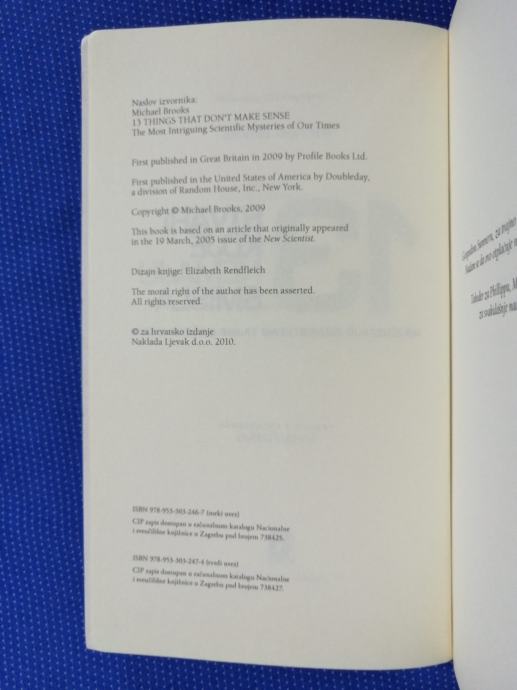 Naslov izvornika:
Michael Brooks
13 THINGS THAT DON'T MAKE SENSE
The Most Intriguing Scientific Mysteries of Our Times
First published in Great Britain in 2009 by Profile Books Ltd.
First published in the United States of America by Doubleday,
a division of Random House, Inc., New York.
Copyright © Michael Brooks, 2009
This book is based on an article that originally appeared
in the 19 March, 2005 issue of the New Scientist.
Dizajn knjige: Elizabeth Rendfleich
The moral right of the author has been asserted.
All rights reserved.
© za hrvatsko izdanje
Naklada Ljevak d.o.o. 2010.
ISBN 978-953-303-246-7 (meki uvez)
CIP zapis dostupan u računalnom katalogu Nacionalne
i sveučilišne knjižnice u Zagrebu pod brojem 738425.
ISBN 978-953-303-247-4 (tvrdi uvez)
CIP zapis dostupan u računalnom katalogu Nacionalne
i sveučilišne knjižnice u Zagrebu pod brojem 738427.
Također za Phillippu, M